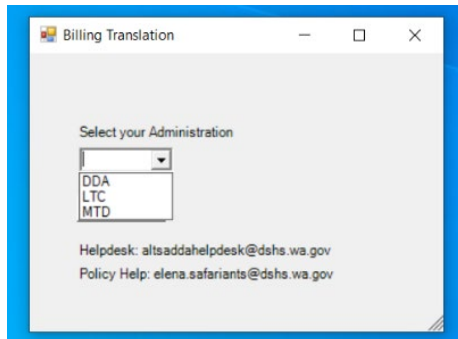 Billing Translation
Select your Administration
DDA
LTC
MTD
Helpdesk: altsaddahelpdesk@dshs.wa.gov
Policy Help: elena.safariants@dshs.wa.gov